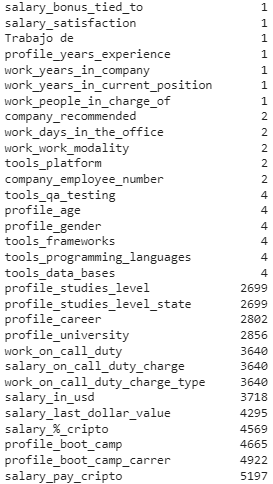 salary_bonus_tied_to 1
salary_satisfaction 1
Trabajo de 1
profile_years_experience 1
work_years_in_company 1
work_years_in_current_position 1
work_people_in_charge_of 1
company_recommended 2
work_days_in_the_office 2
work_work_modality 2
tools_platform 2
company_employee_number 2
tools_qa_testing 4
profile_age 4
profile_gender 4
tools_frameworks 4
tools_programming_languages 4
tools_data_bases 4
profile_studies_level 2699
profile_studies_level_state 2699
profile_career 2802
profile_university 2856
work_on_call_duty 3640
salary_on_call_duty_charge 3640
work_on_call_duty_charge_type 3640
salary_in_usd 3718
salary_last_dollar_value 4295
salary_%_cripto 4569
profile_boot_camp 4665
profile_boot_camp_carrer 4922
salary_pay_cripto 5197